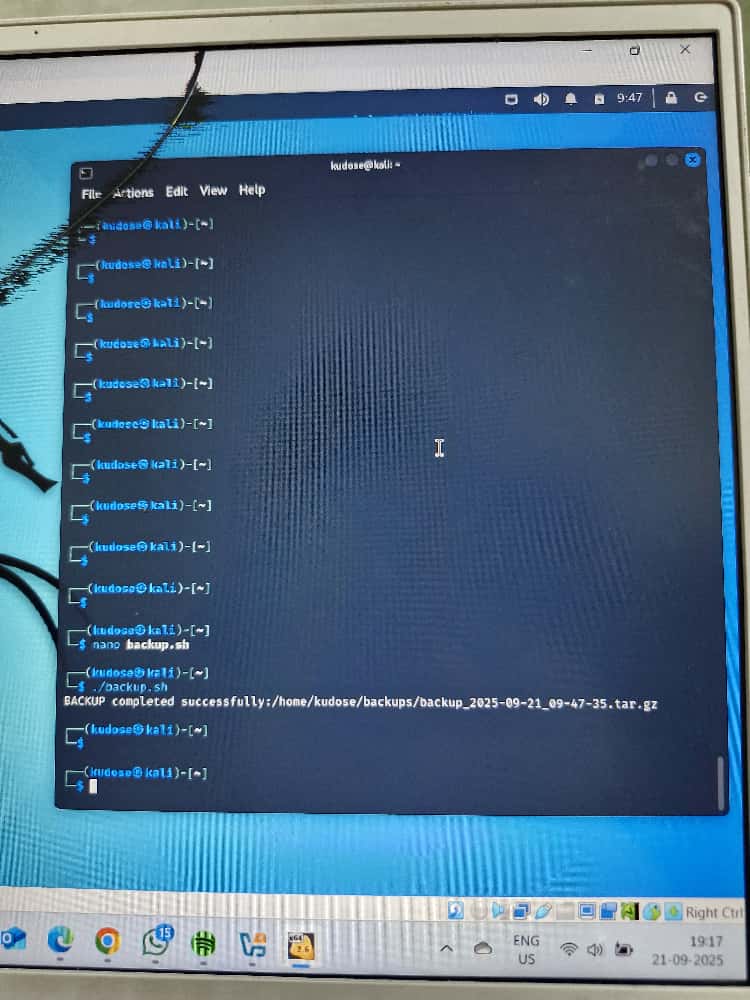 9:47
kudose@kali: ~
File Actions Edit View Help
┌──(kudose㉿kali)-[~]
└─$
┌──(kudose㉿kali)-[~]
└─$
┌──(kudose㉿kali)-[~]
└─$
┌──(kudose㉿kali)-[~]
└─$
┌──(kudose㉿kali)-[~]
└─$
┌──(kudose㉿kali)-[~]
└─$
┌──(kudose㉿kali)-[~]
└─$
┌──(kudose㉿kali)-[~]
└─$
┌──(kudose㉿kali)-[~]
└─$
┌──(kudose㉿kali)-[~]
└─$
┌──(kudose㉿kali)-[~]
└─$ nano backup.sh
┌──(kudose㉿kali)-[~]
└─$ ./backup.sh
BACKUP completed successfully:/home/kudose/backups/backup_2025-09-21_09-47-35.tar.gz
┌──(kudose㉿kali)-[~]
└─$
┌──(kudose㉿kali)-[~]
└─$
Right Ctrl
15
ENG
US
19:17
21-09-2025